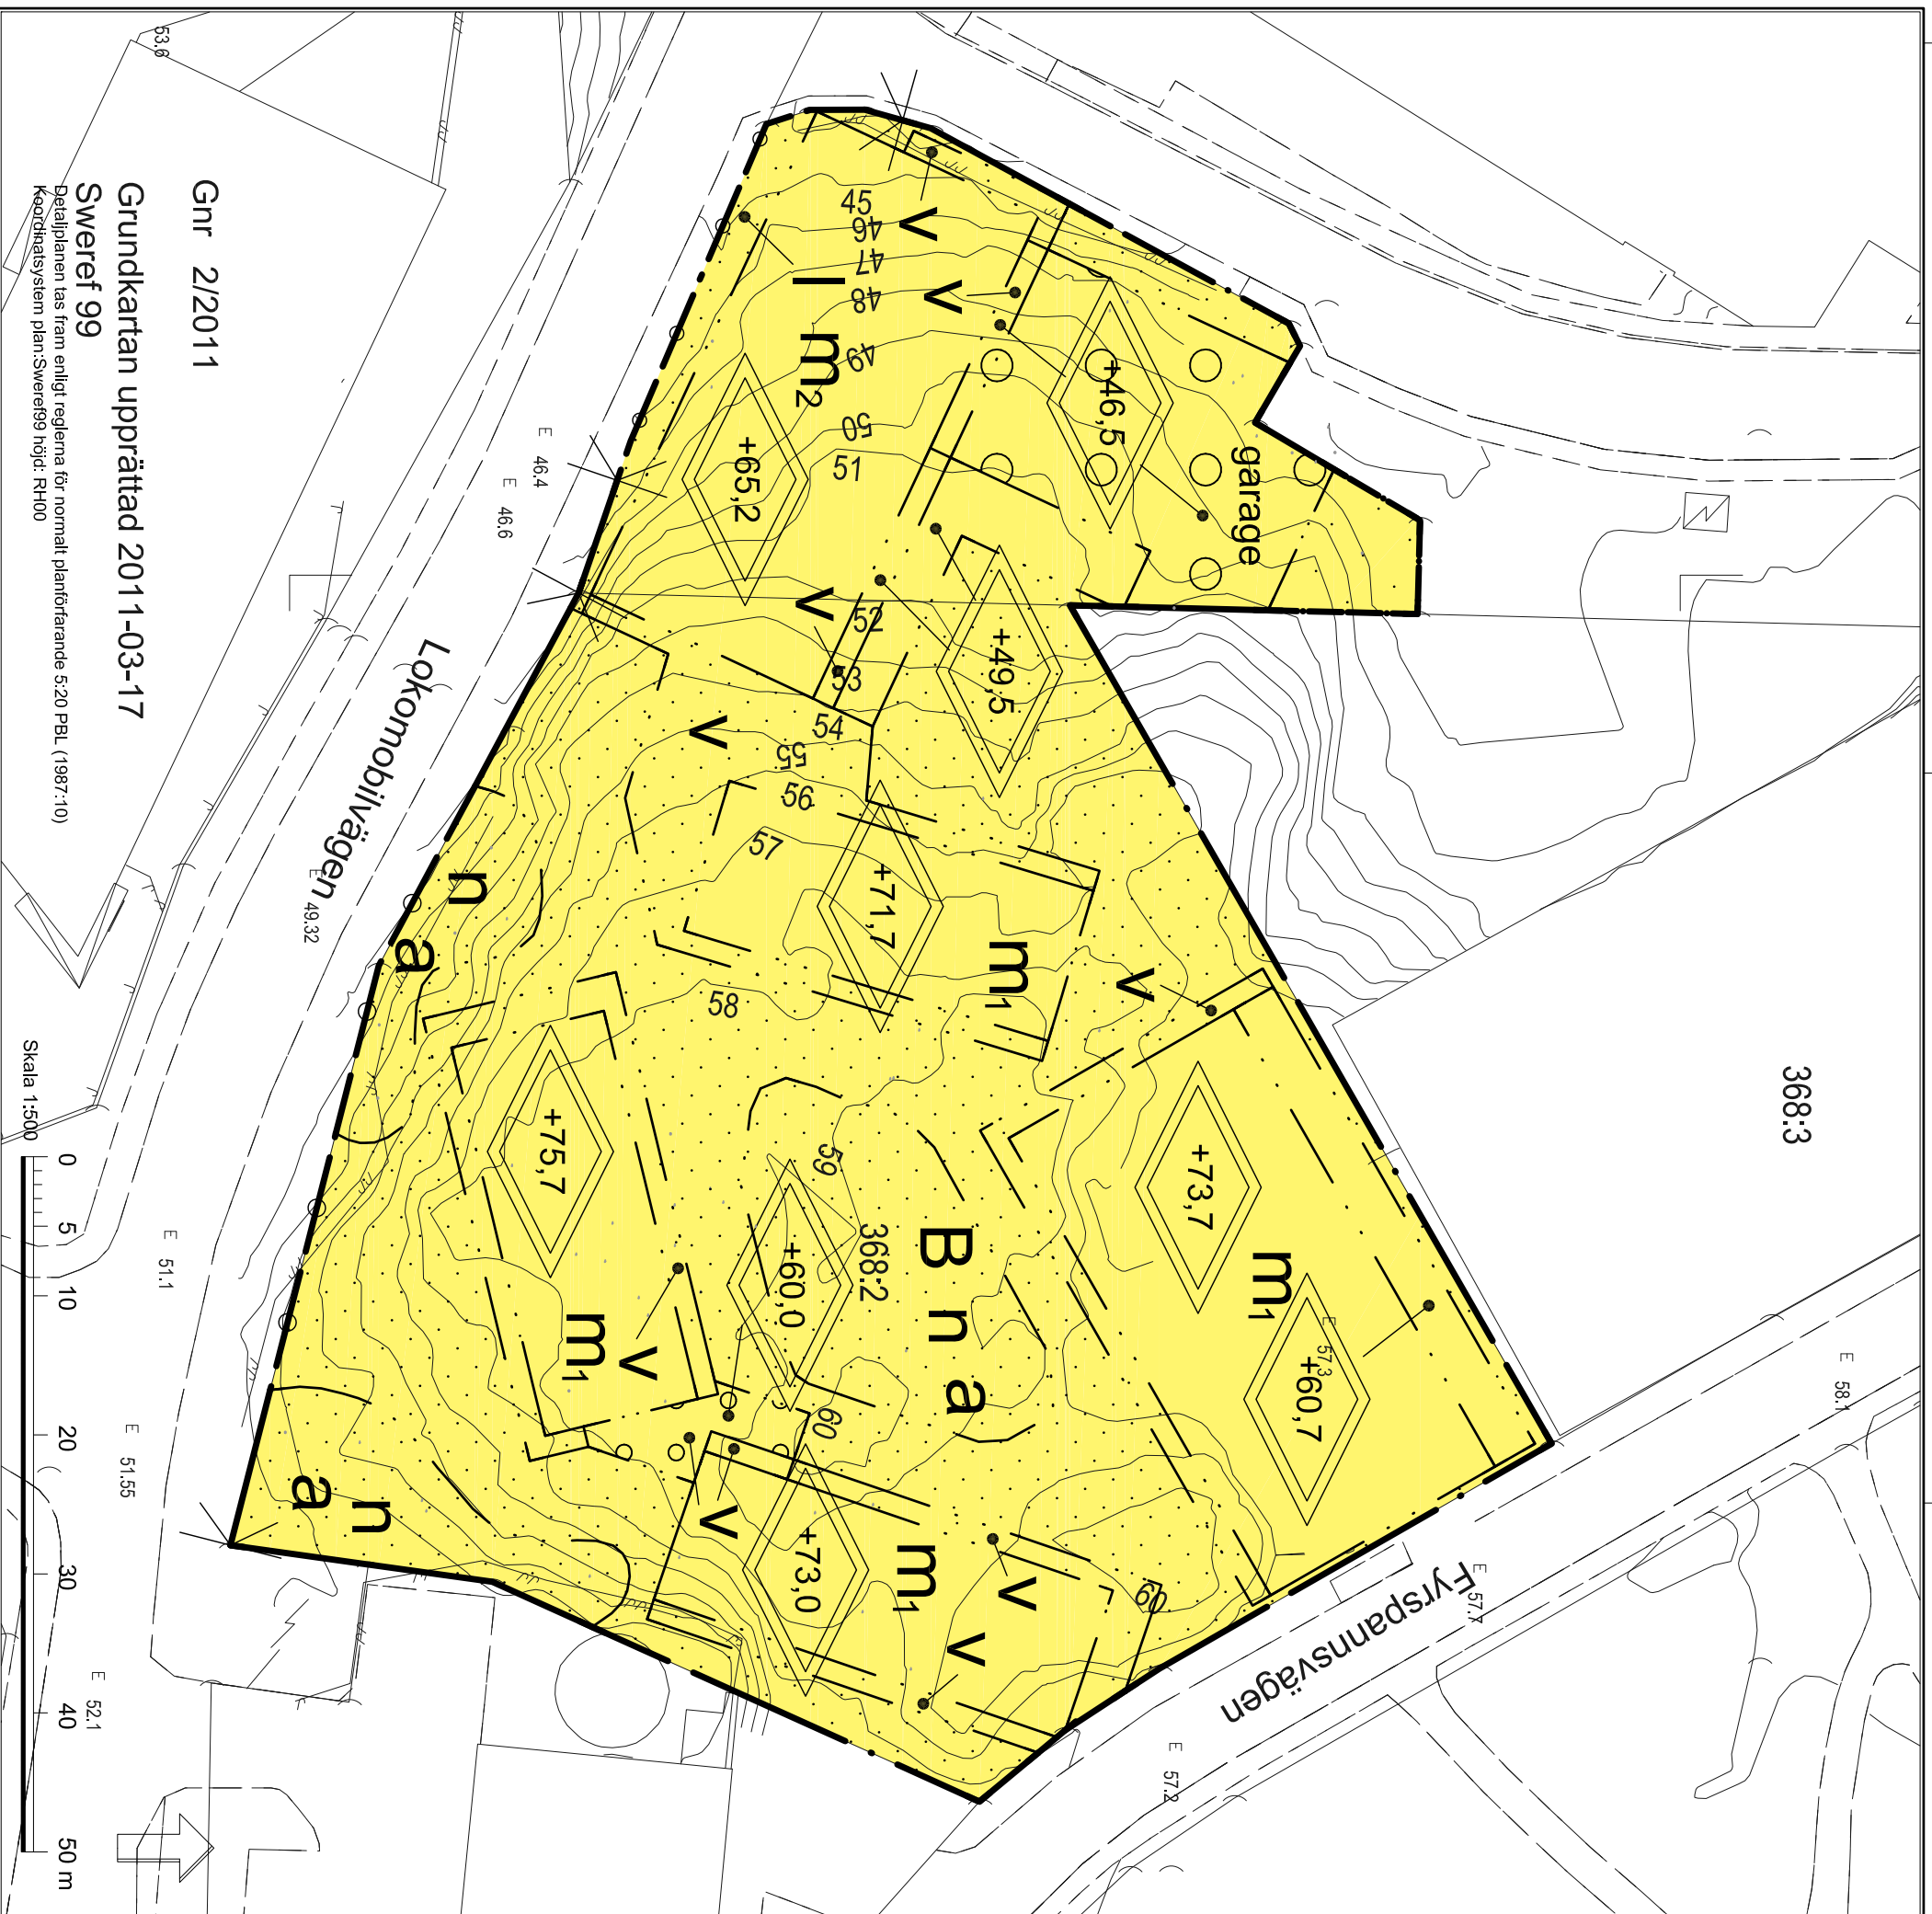 368:3
Fyrspannsvägen
E 58.1
E 57.7
E 57.2
garage
+46,5
+49,5
+65,2
+71,7
+73,7
+60,7
E 57.3
+75,7
+60,0
+73,0
B n a
368:2
m1
m1
m1
m1
I m2
v
v
v
v
v
v
v
v
v
n a
n a
45
46
47
48
49
50
51
52
53
54
55
56
57
58
59
60
60
Lokomobilvägen
E 46.4
E 46.6
E 49.32
E 51.1
E 51.55
E 52.1
53.6
Gnr 2/2011
Grundkartan upprättad 2011-03-17
Sweref 99
Detaljplanen tas fram enligt reglerna för normalt planförfarande 5:20 PBL (1987:10)
Koordinatsystem plan:Sweref99 höjd: RH00
Skala 1:500
0 5 10 20 30 40 50 m